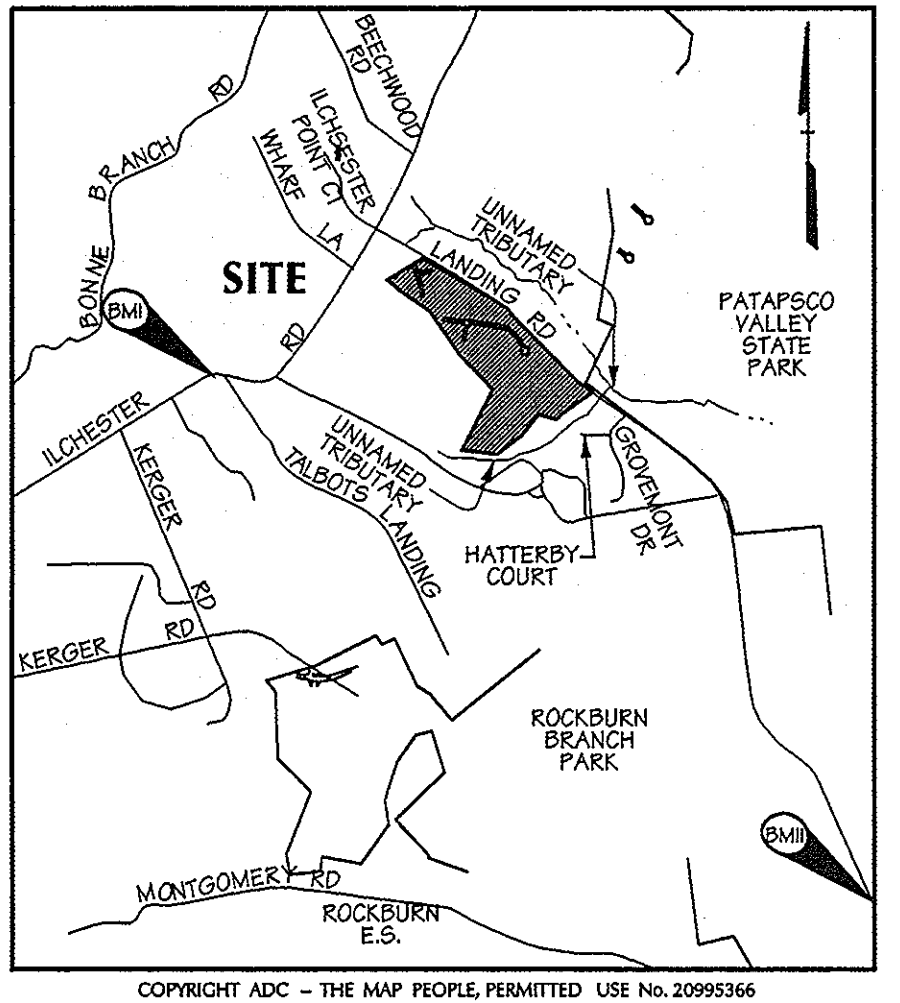 BEECHWOOD
RD
RD
BRANCH
BONNE
ILCHSESTER
POINT CT
WHARF
LA
UNNAMED
TRIBUTARY
LANDING
RD
SITE
PATAPSCO
VALLEY
STATE
PARK
BMI
RD
ILCHESTER
KERGER
RD
UNNAMED
TRIBUTARY
TALBOTS LANDING
GROVEMONT
DR
HATTERBY
COURT
KERGER
RD
ROCKBURN
BRANCH
PARK
BMII
MONTGOMERY RD
ROCKBURN
E.S.
COPYRIGHT ADC – THE MAP PEOPLE, PERMITTED USE No. 20995366